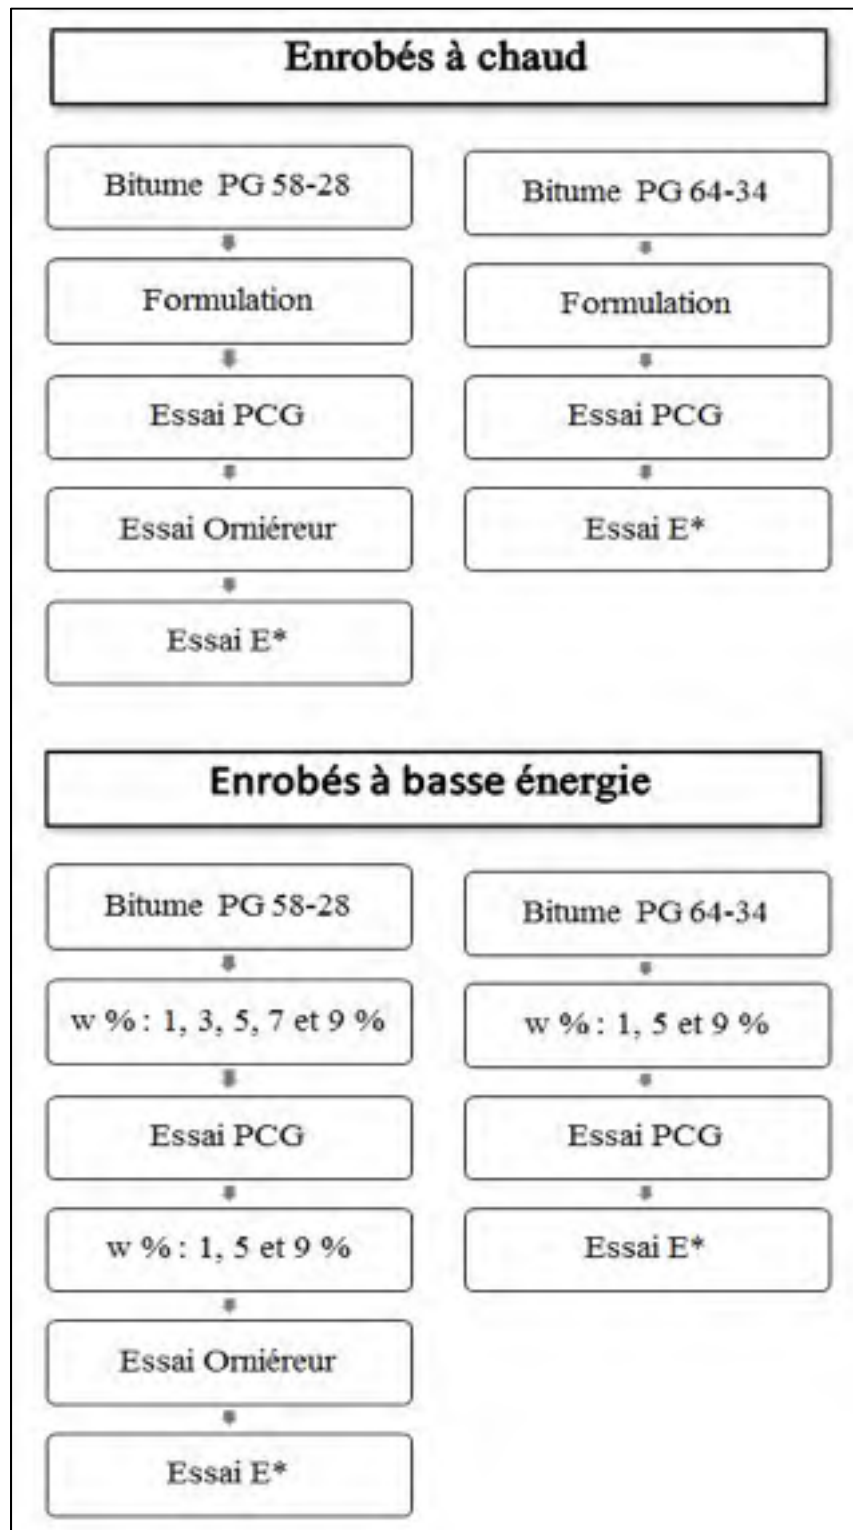 Enrobés à chaud
Bitume PG 58-28
Formulation
Essai PCG
Essai Orniéreur
Essai E*
Bitume PG 64-34
Formulation
Essai PCG
Essai E*
Enrobés à basse énergie
Bitume PG 58-28
w % : 1, 3, 5, 7 et 9 %
Essai PCG
w % : 1, 5 et 9 %
Essai Orniéreur
Essai E*
Bitume PG 64-34
w % : 1, 5 et 9 %
Essai PCG
Essai E*